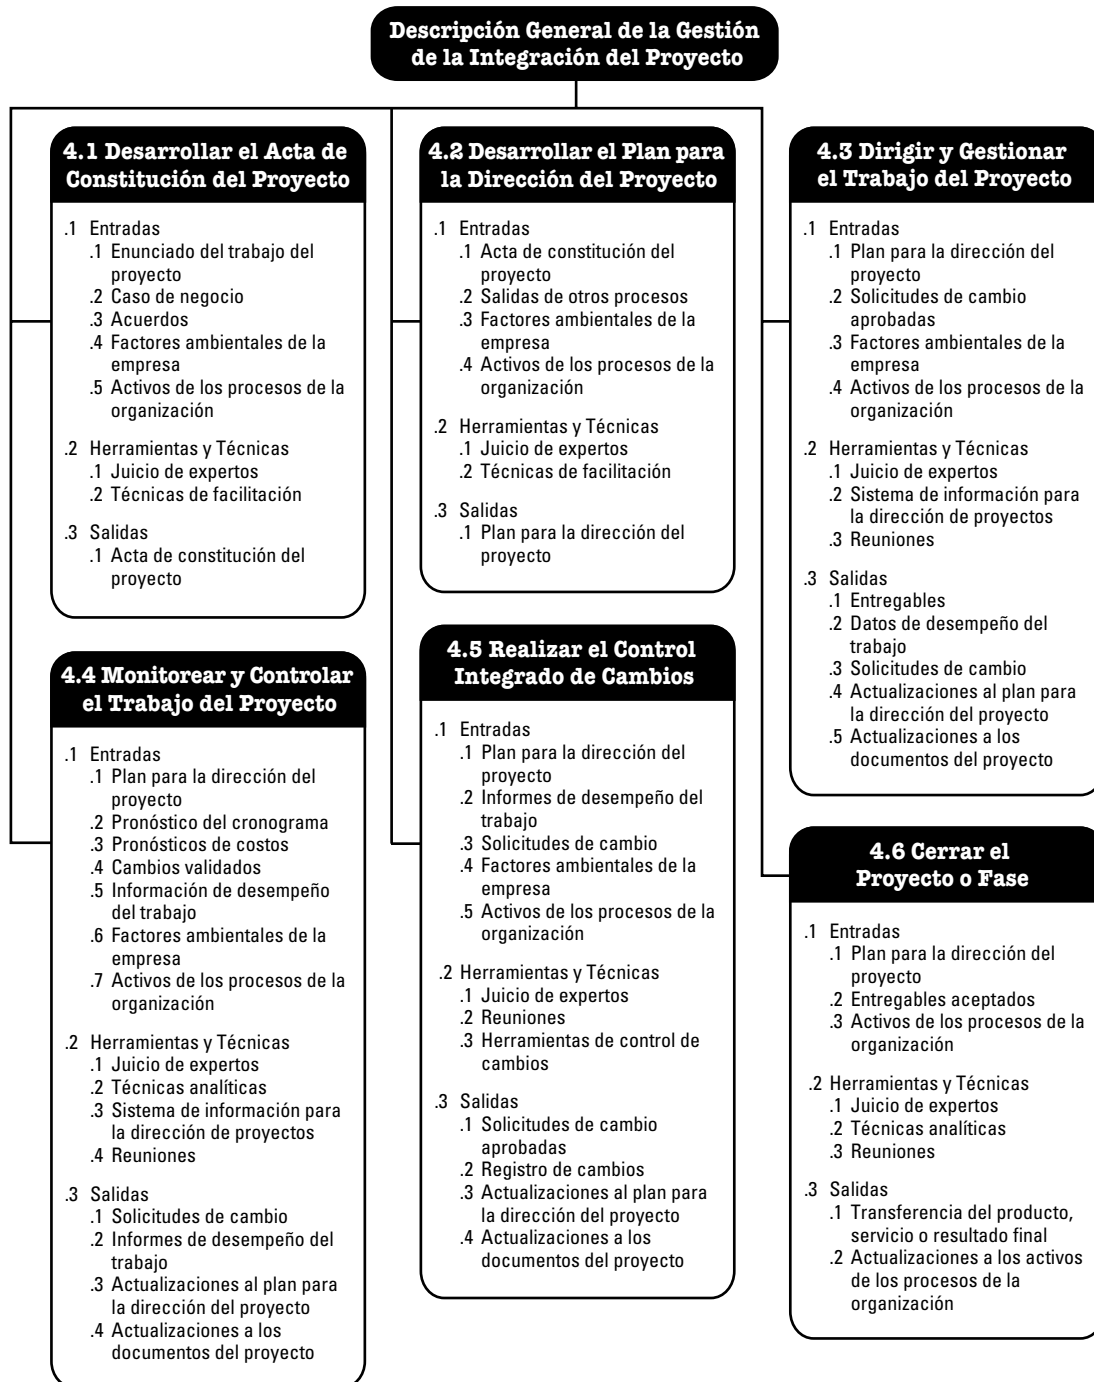 Descripción General de la Gestión
de la Integración del Proyecto
4.1 Desarrollar el Acta de
Constitución del Proyecto
.1 Entradas
.1 Enunciado del trabajo del
proyecto
.2 Caso de negocio
.3 Acuerdos
.4 Factores ambientales de la
empresa
.5 Activos de los procesos de la
organización
.2 Herramientas y Técnicas
.1 Juicio de expertos
.2 Técnicas de facilitación
.3 Salidas
.1 Acta de constitución del
proyecto
4.2 Desarrollar el Plan para
la Dirección del Proyecto
.1 Entradas
.1 Acta de constitución del
proyecto
.2 Salidas de otros procesos
.3 Factores ambientales de la
empresa
.4 Activos de los procesos de la
organización
.2 Herramientas y Técnicas
.1 Juicio de expertos
.2 Técnicas de facilitación
.3 Salidas
.1 Plan para la dirección del
proyecto
4.3 Dirigir y Gestionar
el Trabajo del Proyecto
.1 Entradas
.1 Plan para la dirección del
proyecto
.2 Solicitudes de cambio
aprobadas
.3 Factores ambientales de la
empresa
.4 Activos de los procesos de la
organización
.2 Herramientas y Técnicas
.1 Juicio de expertos
.2 Sistema de información para
la dirección de proyectos
.3 Reuniones
.3 Salidas
.1 Entregables
.2 Datos de desempeño del
trabajo
.3 Solicitudes de cambio
.4 Actualizaciones al plan para
la dirección del proyecto
.5 Actualizaciones a los
documentos del proyecto
4.4 Monitorear y Controlar
el Trabajo del Proyecto
.1 Entradas
.1 Plan para la dirección del
proyecto
.2 Pronóstico del cronograma
.3 Pronósticos de costos
.4 Cambios validados
.5 Información de desempeño
del trabajo
.6 Factores ambientales de la
empresa
.7 Activos de los procesos de la
organización
.2 Herramientas y Técnicas
.1 Juicio de expertos
.2 Técnicas analíticas
.3 Sistema de información para
la dirección de proyectos
.4 Reuniones
.3 Salidas
.1 Solicitudes de cambio
.2 Informes de desempeño del
trabajo
.3 Actualizaciones al plan para
la dirección del proyecto
.4 Actualizaciones a los
documentos del proyecto
4.5 Realizar el Control
Integrado de Cambios
.1 Entradas
.1 Plan para la dirección del
proyecto
.2 Informes de desempeño del
trabajo
.3 Solicitudes de cambio
.4 Factores ambientales de la
empresa
.5 Activos de los procesos de la
organización
.2 Herramientas y Técnicas
.1 Juicio de expertos
.2 Reuniones
.3 Herramientas de control de
cambios
.3 Salidas
.1 Solicitudes de cambio
aprobadas
.2 Registro de cambios
.3 Actualizaciones al plan para
la dirección del proyecto
.4 Actualizaciones a los
documentos del proyecto
4.6 Cerrar el
Proyecto o Fase
.1 Entradas
.1 Plan para la dirección del
proyecto
.2 Entregables aceptados
.3 Activos de los procesos de la
organización
.2 Herramientas y Técnicas
.1 Juicio de expertos
.2 Técnicas analíticas
.3 Reuniones
.3 Salidas
.1 Transferencia del producto,
servicio o resultado final
.2 Actualizaciones a los activos
de los procesos de la
organización